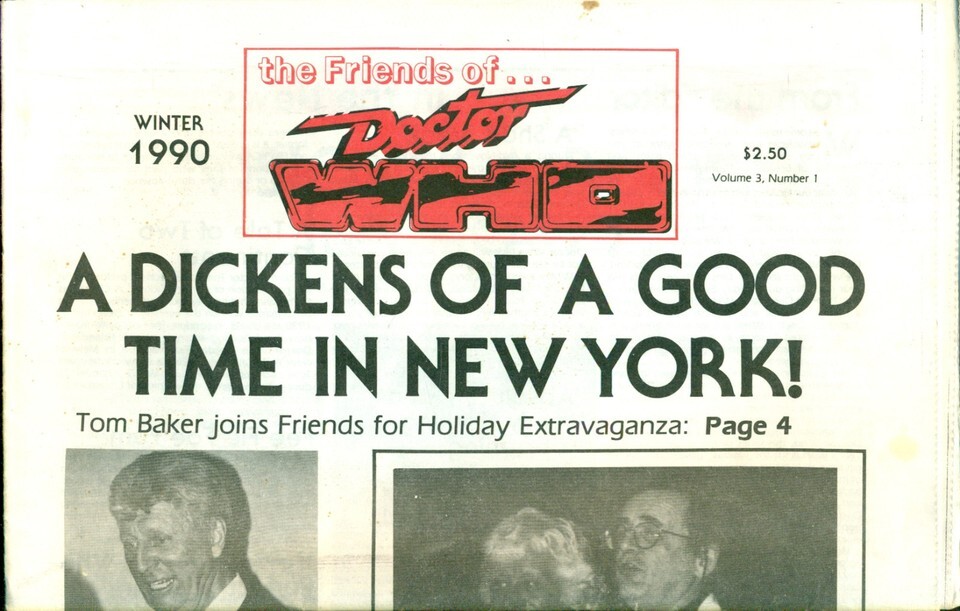 the Friends of...
Doctor
WHO
WINTER
1990
$2.50
Volume 3, Number 1
A DICKENS OF A GOOD
TIME IN NEW YORK!
Tom Baker joins Friends for Holiday Extravaganza: Page 4